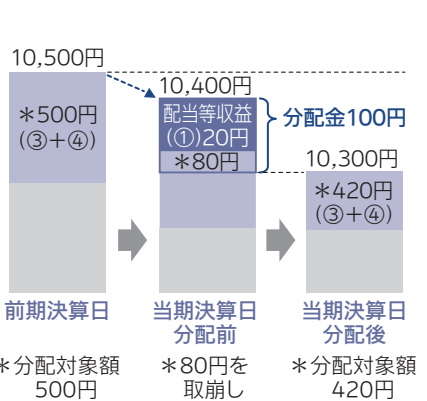 10,500円
＊500円
(③＋④)
10,400円
配当等収益
(①)20円
＊80円
分配金100円
10,300円
＊420円
(③＋④)
前期決算日
当期決算日
分配前
当期決算日
分配後
＊分配対象額
500円
＊80円を
取崩し
＊分配対象額
420円